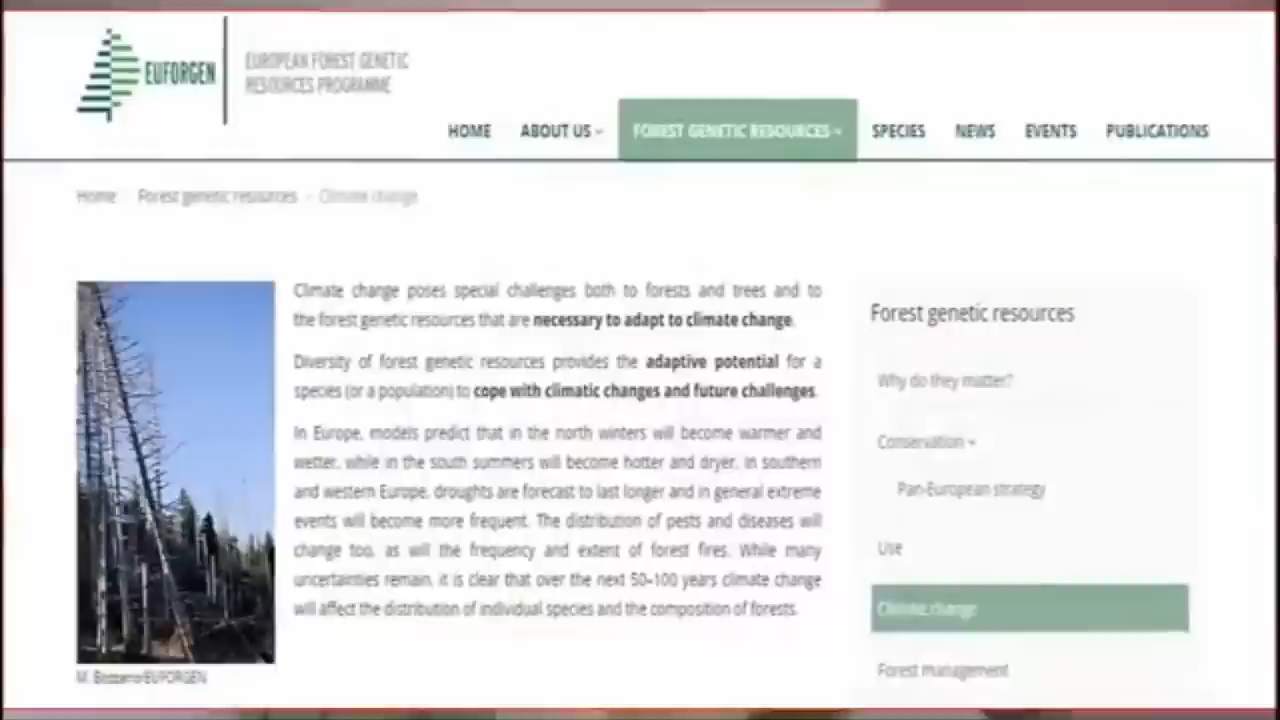 EUFORGEN
EUROPEAN FOREST GENETIC
RESOURCES PROGRAMME
HOME ABOUT US FOREST GENETIC RESOURCES SPECIES NEWS EVENTS PUBLICATIONS
Home Forest genetic resources Climate change
Climate change poses special challenges both to forests and trees and to
the forest genetic resources that are necessary to adapt to climate change.
Diversity of forest genetic resources provides the adaptive potential for a
species (or a population) to cope with climatic changes and future challenges.
In Europe, models predict that in the north winters will become warmer and
wetter, while in the south summers will become hotter and dryer. In southern
and western Europe, droughts are forecast to last longer and in general extreme
events will become more frequent. The distribution of pests and diseases will
change too, as will the frequency and extent of forest fires. While many
uncertainties remain, it is clear that over the next 50–100 years climate change
will affect the distribution of individual species and the composition of forests.
M. Bozzano/EUFORGEN
Forest genetic resources
Why do they matter?
Conservation
Pan-European strategy
Use
Climate change
Forest management